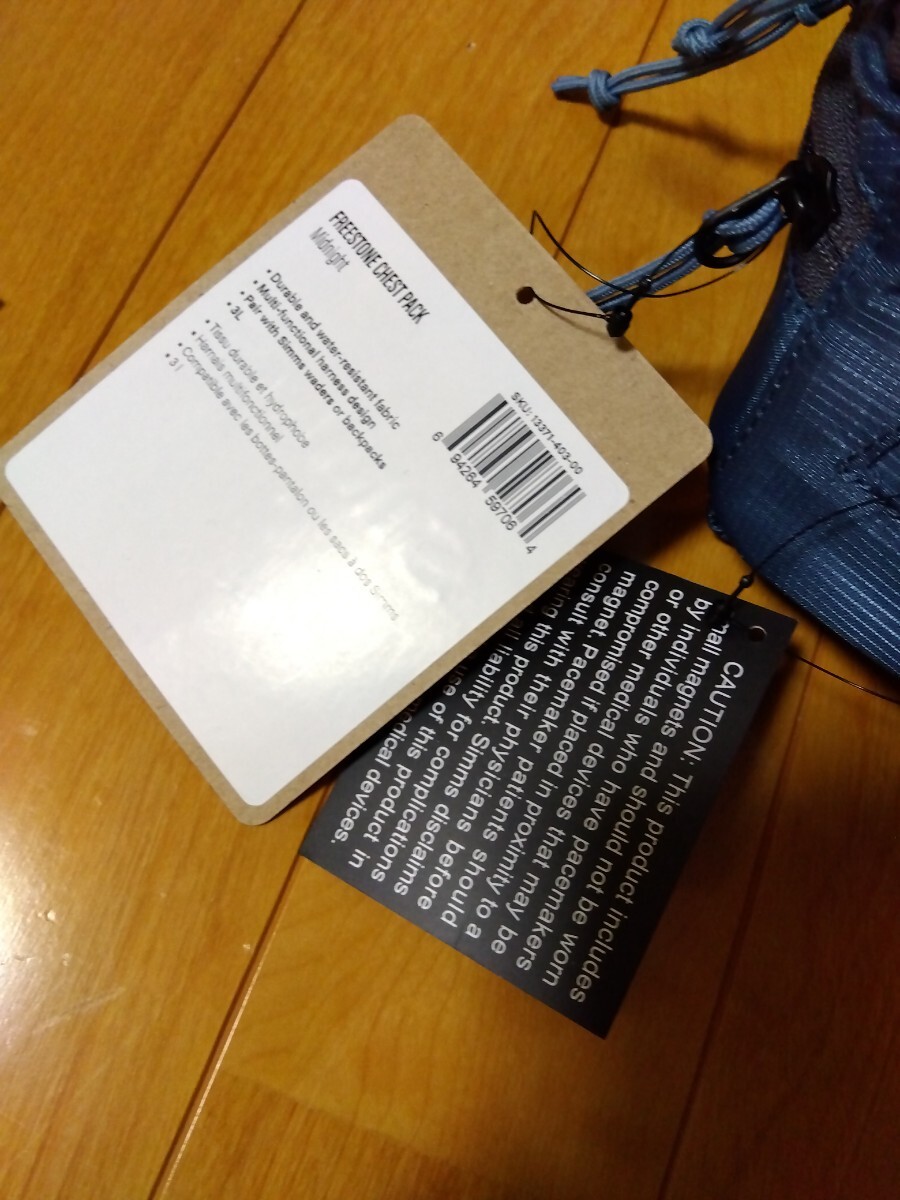 FREESTONE CHEST PACK
Midnight
• Durable and water-resistant fabric
• Multi-functional harness design
• Pair with Simms waders or backpacks
• 3L
• Tissu durable et hydrophobe
• Harnais multifonctionnel
• Compatible avec les bottes-pantalon ou les sacs à dos Simms
• 3 l
SKU: 13371-403-00
6 94264 59706 4
CAUTION: This product includes
magnets and should not be worn
by individuals who have pacemakers
or other medical devices that may be
compromised if placed in proximity to a
magnet. Pacemaker patients should
consult with their physicians before
this product. Simms disclaims
all liability for complications
use of this product in
medical devices.